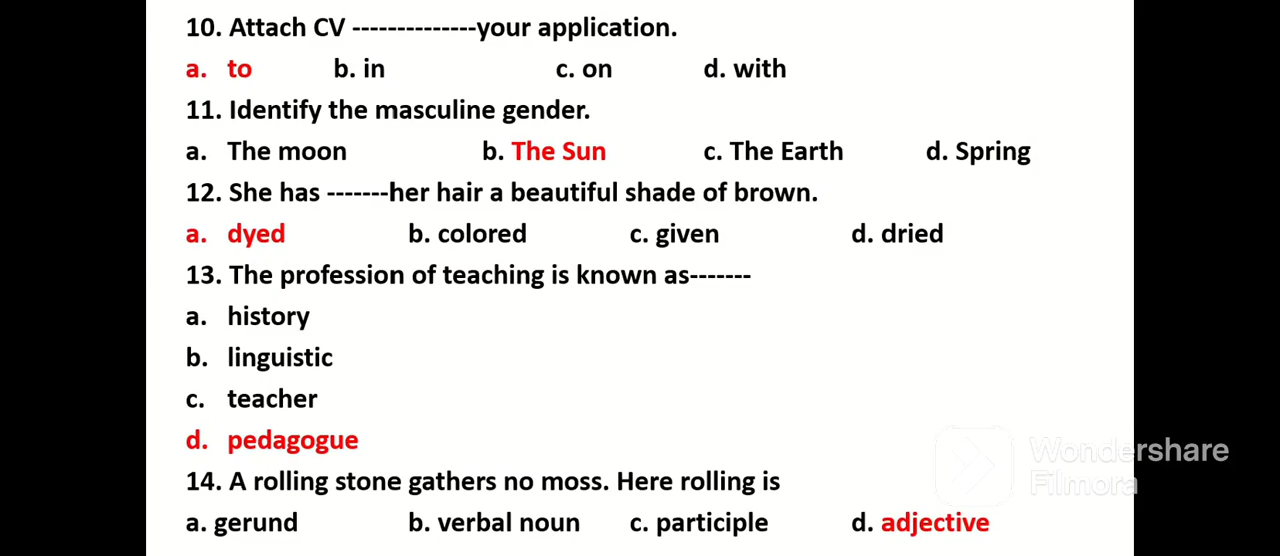 10. Attach CV --------------your application.
a. to b. in c. on d. with
11. Identify the masculine gender.
a. The moon b. The Sun c. The Earth d. Spring
12. She has -------her hair a beautiful shade of brown.
a. dyed b. colored c. given d. dried
13. The profession of teaching is known as-------
a. history
b. linguistic
c. teacher
d. pedagogue
Wondershare
Filmora
14. A rolling stone gathers no moss. Here rolling is
a. gerund b. verbal noun c. participle d. adjective